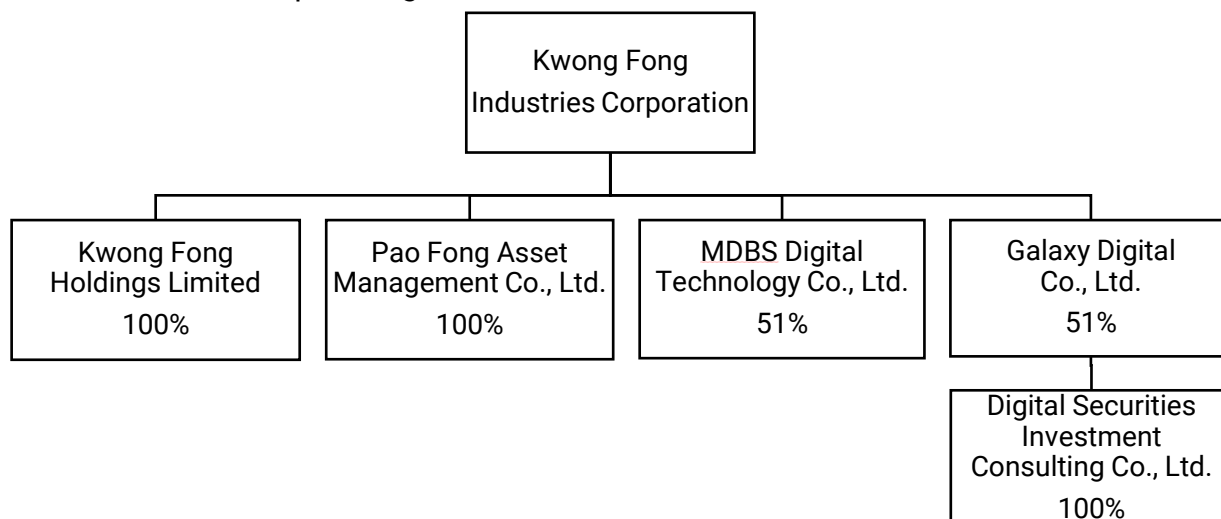 Kwong Fong
Industries Corporation
Kwong Fong
Holdings Limited
100%
Pao Fong Asset
Management Co., Ltd.
100%
MDBS Digital
Technology Co., Ltd.
51%
Galaxy Digital
Co., Ltd.
51%
Digital Securities
Investment
Consulting Co., Ltd.
100%